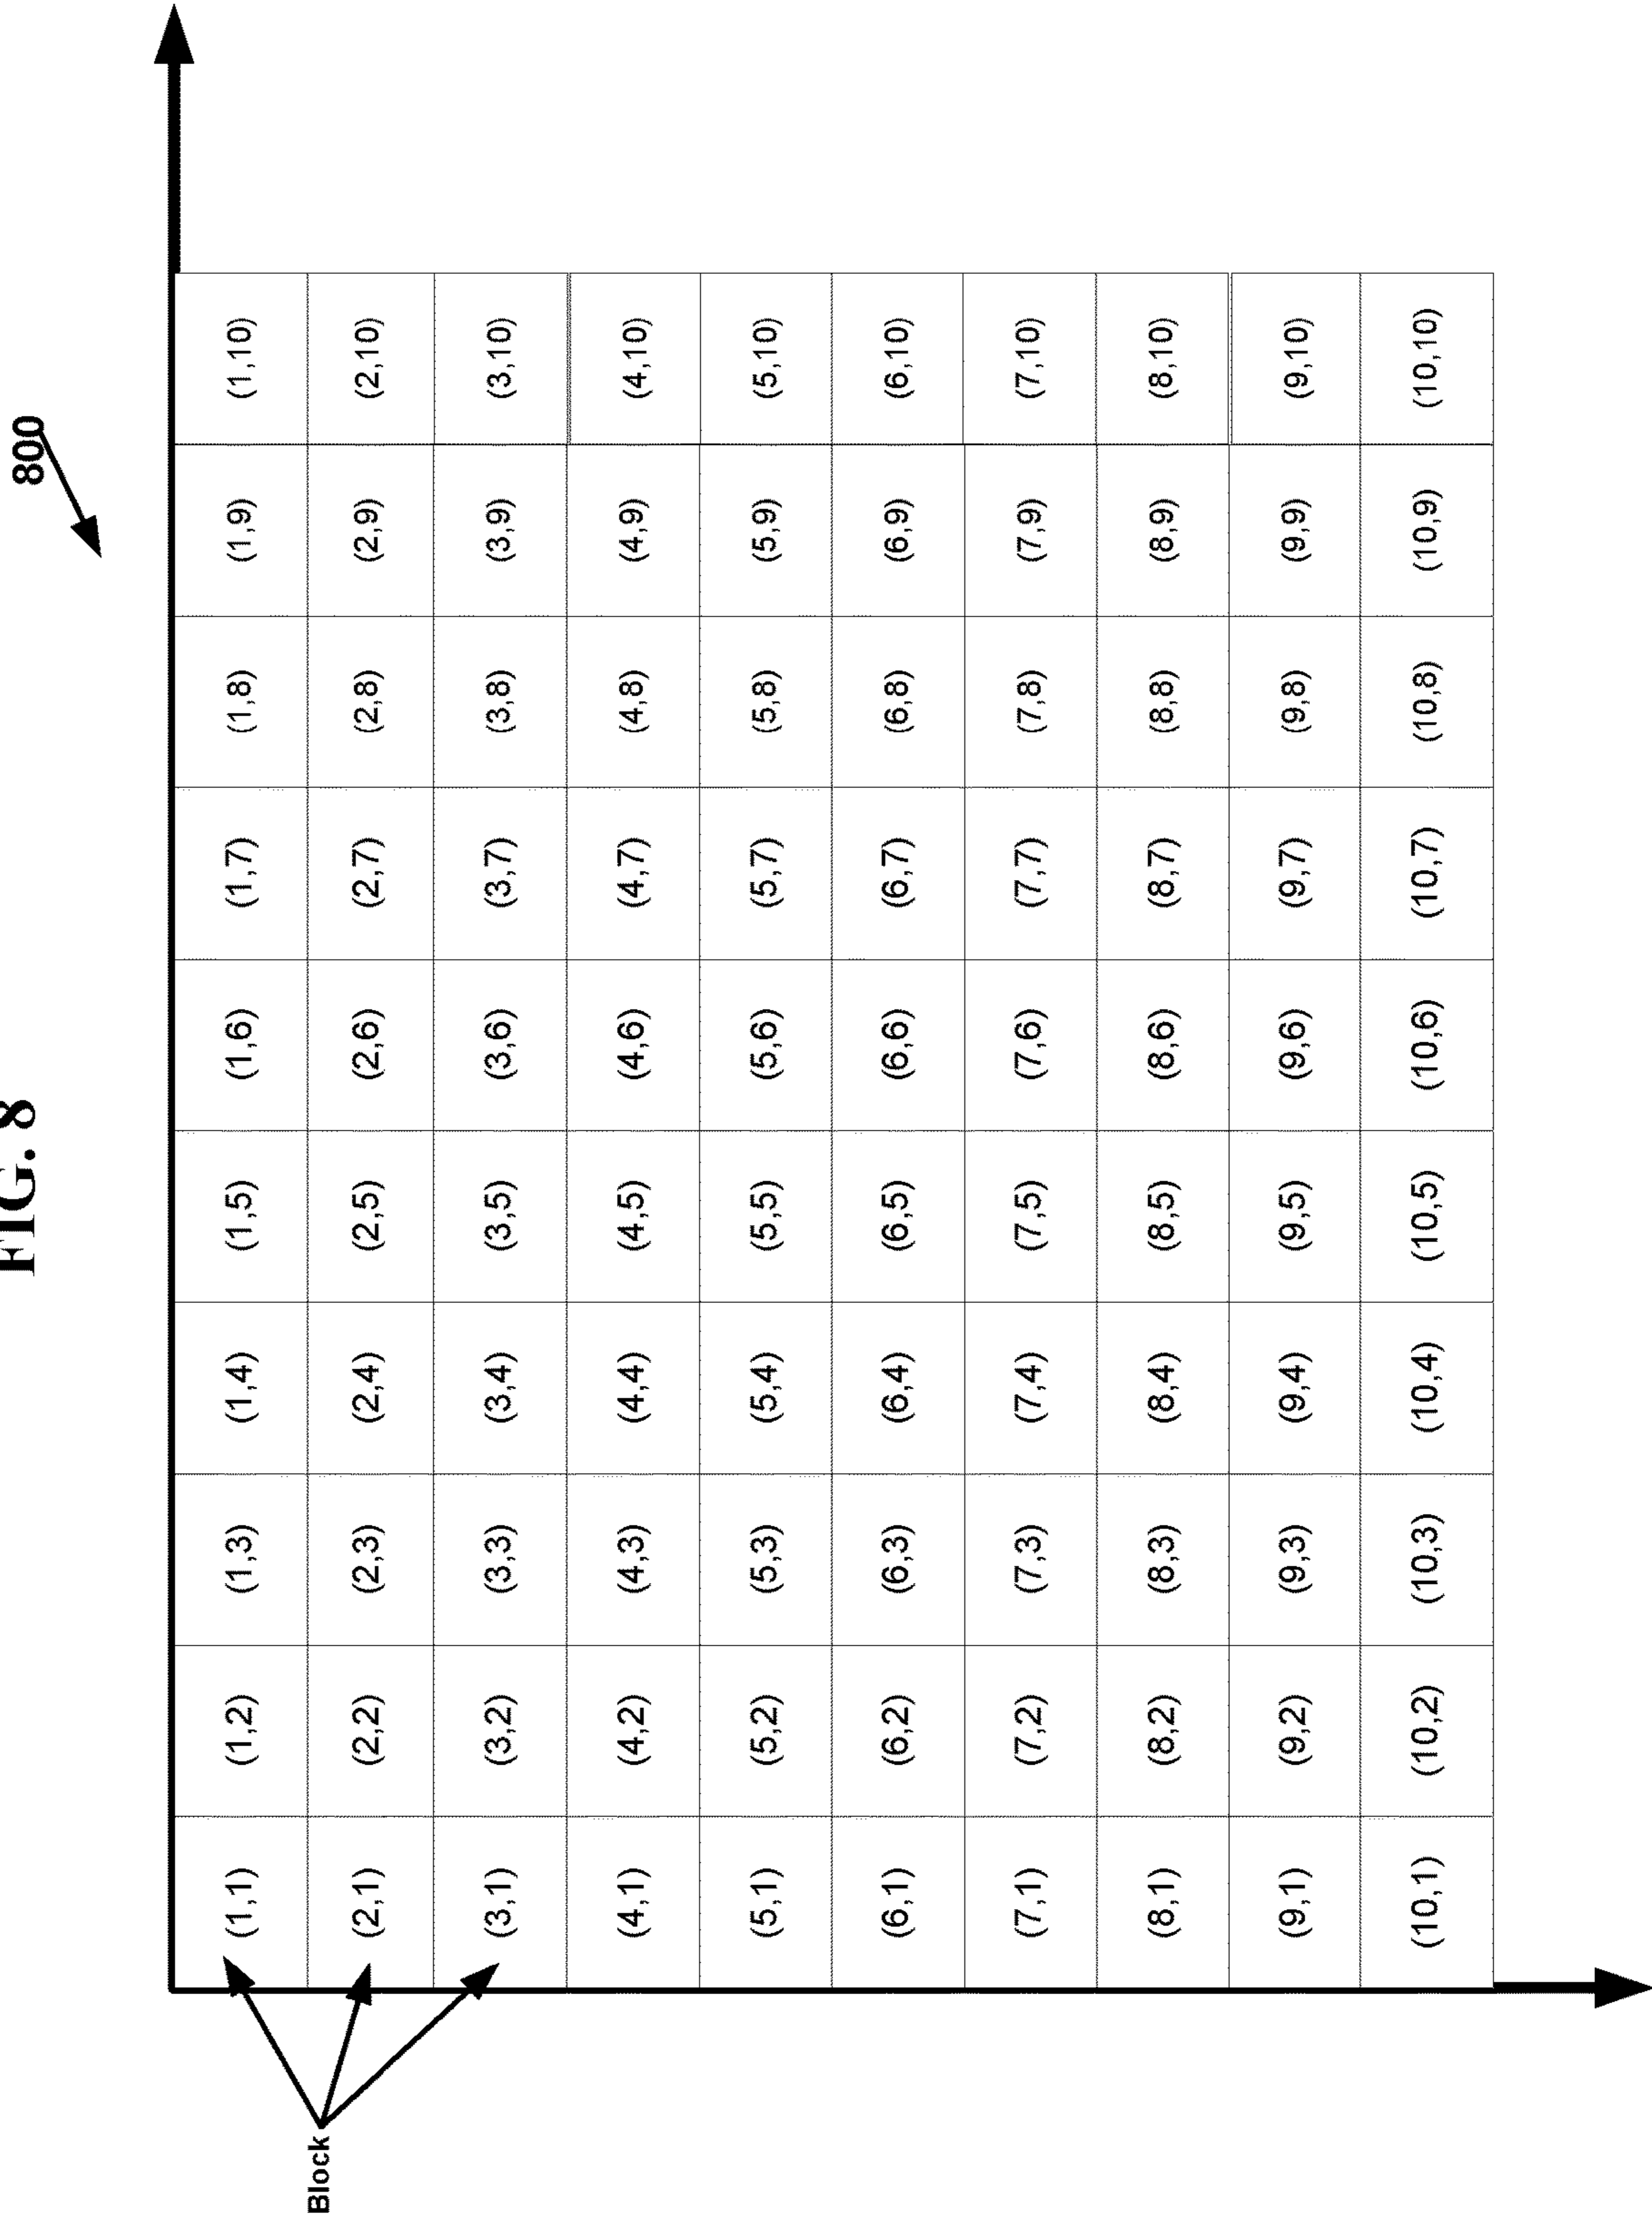 FIG. 8
800
(1,1) (1,2) (1,3) (1,4) (1,5) (1,6) (1,7) (1,8) (1,9) (1,10)
Block
(2,1) (2,2) (2,3) (2,4) (2,5) (2,6) (2,7) (2,8) (2,9) (2,10)
(3,1) (3,2) (3,3) (3,4) (3,5) (3,6) (3,7) (3,8) (3,9) (3,10)
(4,1) (4,2) (4,3) (4,4) (4,5) (4,6) (4,7) (4,8) (4,9) (4,10)
(5,1) (5,2) (5,3) (5,4) (5,5) (5,6) (5,7) (5,8) (5,9) (5,10)
(6,1) (6,2) (6,3) (6,4) (6,5) (6,6) (6,7) (6,8) (6,9) (6,10)
(7,1) (7,2) (7,3) (7,4) (7,5) (7,6) (7,7) (7,8) (7,9) (7,10)
(8,1) (8,2) (8,3) (8,4) (8,5) (8,6) (8,7) (8,8) (8,9) (8,10)
(9,1) (9,2) (9,3) (9,4) (9,5) (9,6) (9,7) (9,8) (9,9) (9,10)
(10,1) (10,2) (10,3) (10,4) (10,5) (10,6) (10,7) (10,8) (10,9) (10,10)